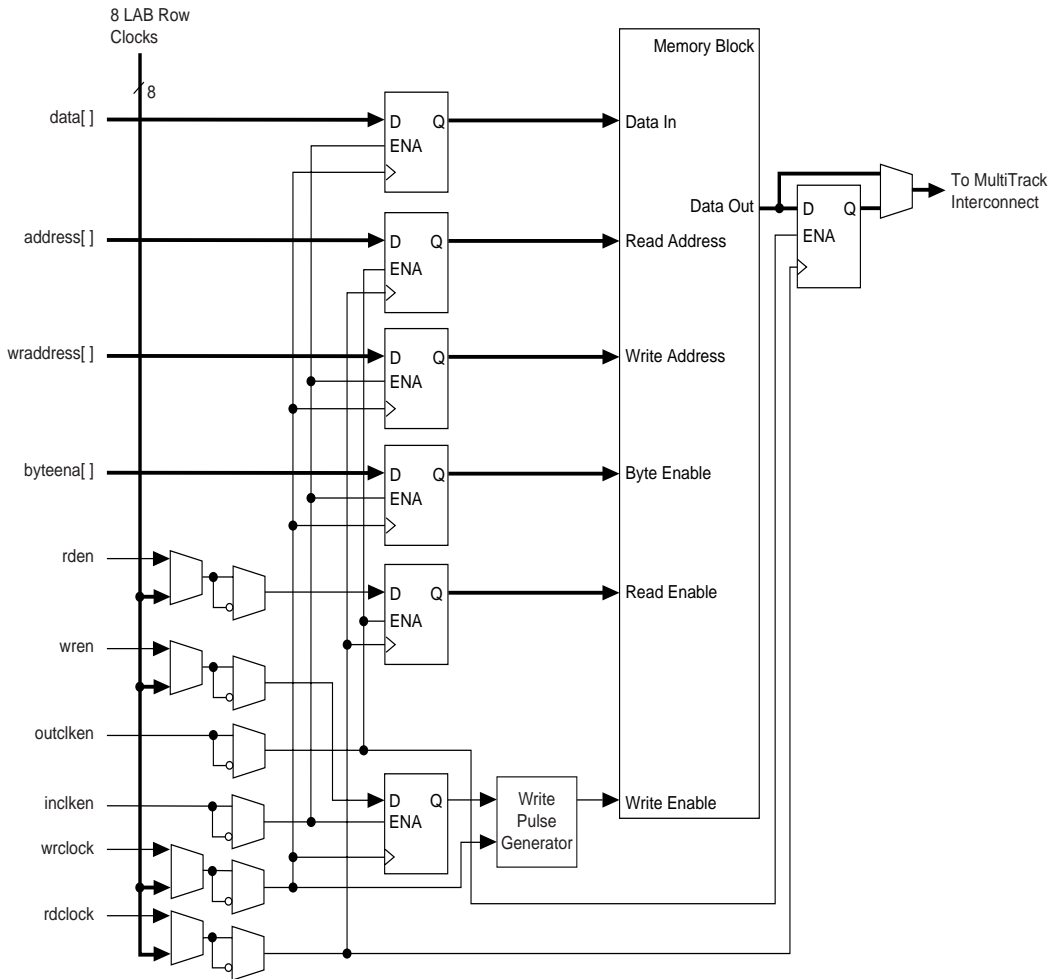 8 LAB Row
Clocks
8
data[ ]
D Q
ENA
Data In
Memory Block
address[ ]
D Q
ENA
Read Address
Data Out
D Q
ENA
To MultiTrack
Interconnect
wraddress[ ]
D Q
ENA
Write Address
byteena[ ]
D Q
ENA
Byte Enable
rden
D Q
ENA
Read Enable
wren
outclken
inclken
D Q
ENA
Write
Pulse
Generator
Write Enable
wrclock
rdclock